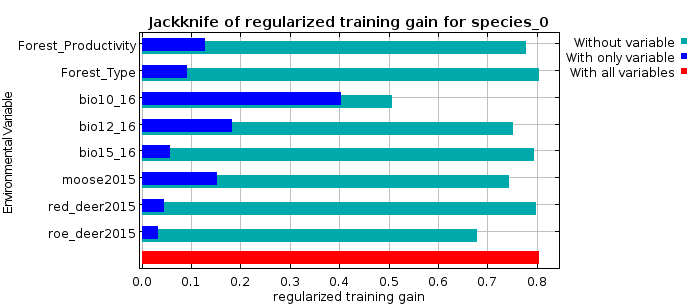 Jackknife of regularized training gain for species_0
Without variable
With only variable
With all variables
Environmental Variable
Forest_Productivity
Forest_Type
bio10_16
bio12_16
bio15_16
moose2015
red_deer2015
roe_deer2015
0.0 0.1 0.2 0.3 0.4 0.5 0.6 0.7 0.8
regularized training gain